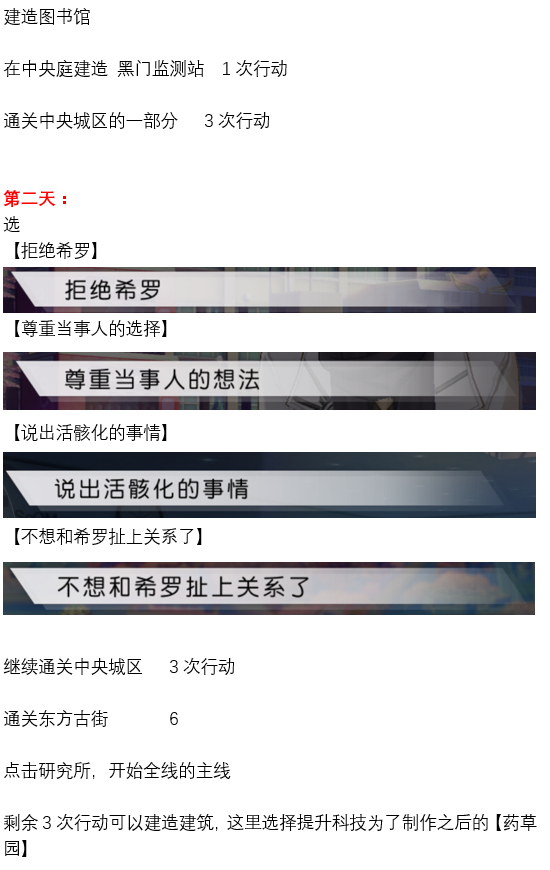 建造图书馆
在中央庭建造 黑门监测站 1次行动
通关中央城区的一部分 3次行动
第二天：
选
【拒绝希罗】
拒绝希罗
【尊重当事人的选择】
尊重当事人的想法
【说出活骸化的事情】
说出活骸化的事情
【不想和希罗扯上关系了】
不想和希罗扯上关系了
继续通关中央城区 3次行动
通关东方古街 6
点击研究所，开始全线的主线
剩余3次行动可以建造建筑，这里选择提升科技为了制作之后的【药草
园】